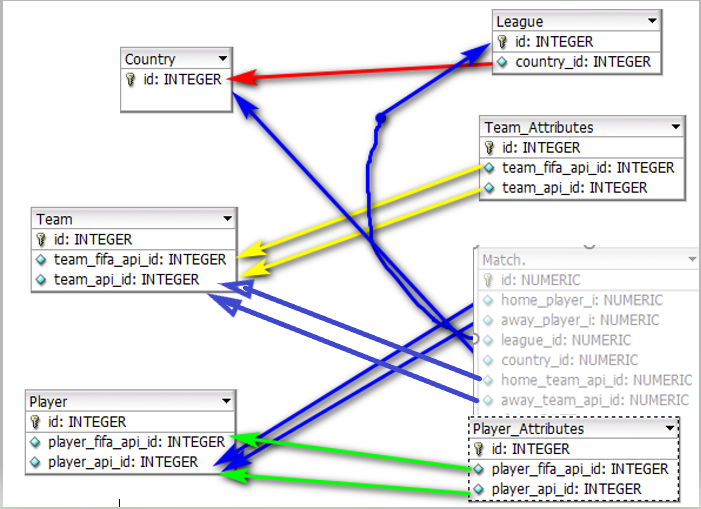 League
id: INTEGER
country_id: INTEGER
Country
id: INTEGER
Team_Attributes
id: INTEGER
team_fifa_api_id: INTEGER
team_api_id: INTEGER
Team
id: INTEGER
team_fifa_api_id: INTEGER
team_api_id: INTEGER
Match.
id: NUMERIC
home_player_i: NUMERIC
away_player_i: NUMERIC
league_id: NUMERIC
country_id: NUMERIC
home_team_api_id: NUMERIC
away_team_api_id: NUMERIC
Player
id: INTEGER
player_fifa_api_id: INTEGER
player_api_id: INTEGER
Player_Attributes
id: INTEGER
player_fifa_api_id: INTEGER
player_api_id: INTEGER